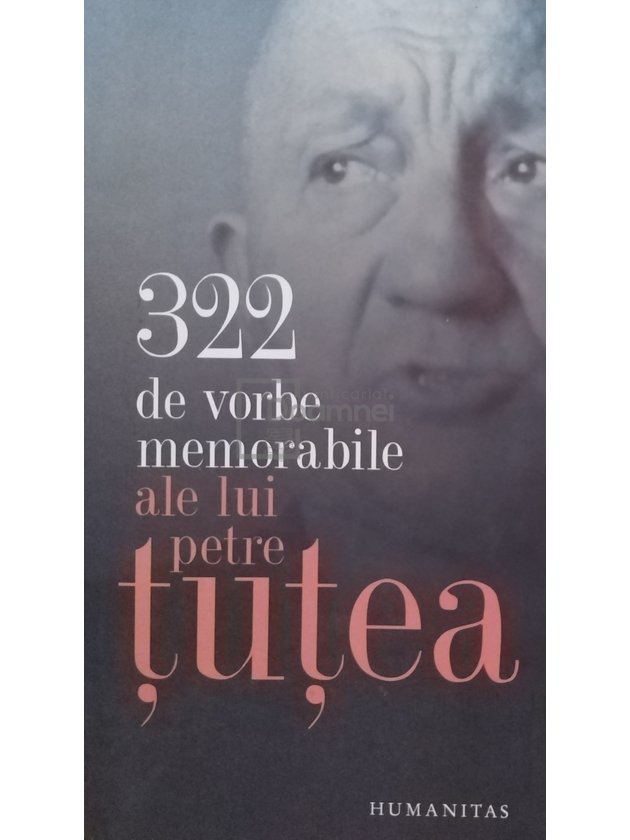 322
de vorbe
memorabile
ale lui
petre
țuțea
HUMANITAS